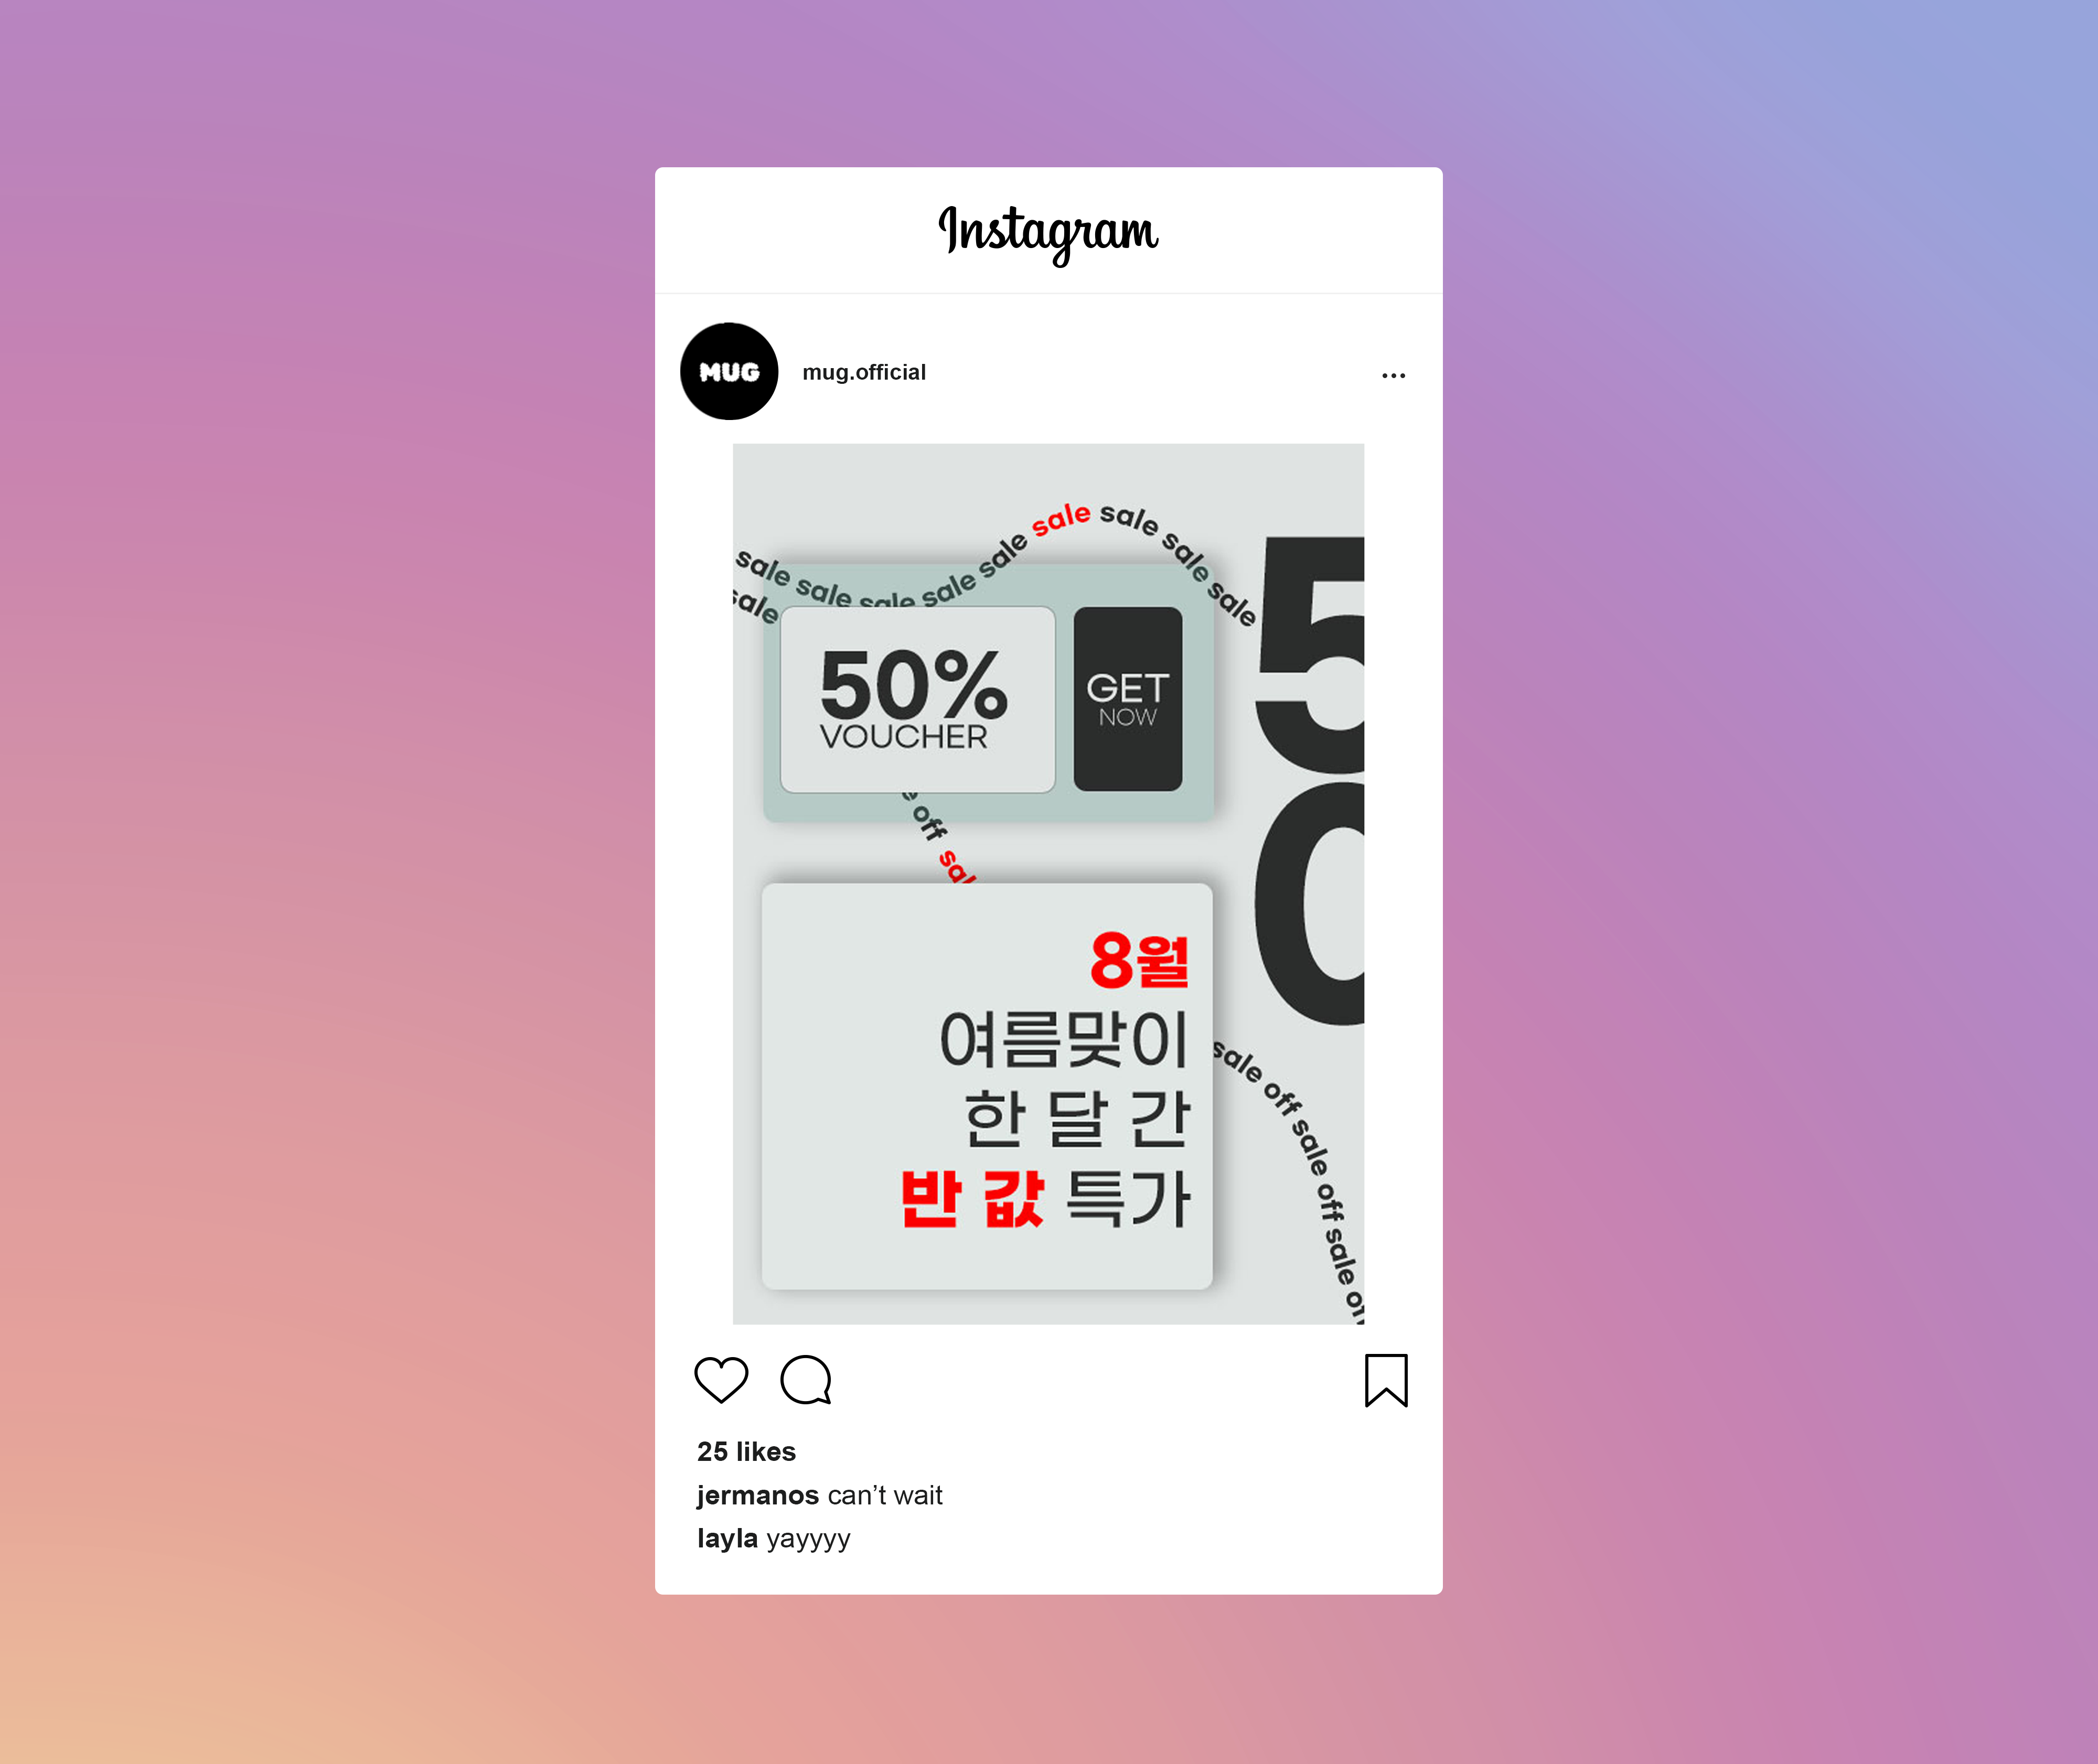 Instagram
MUG
mug.official
...
sale sale sale sale sale sale sale sale sale
sale
50%
VOUCHER
GET
NOW
50
off sale
8월
여름맞이
한 달 간
반 값 특가
sale off sale off sale off
25 likes
jermanos can’t wait
layla yayyyy